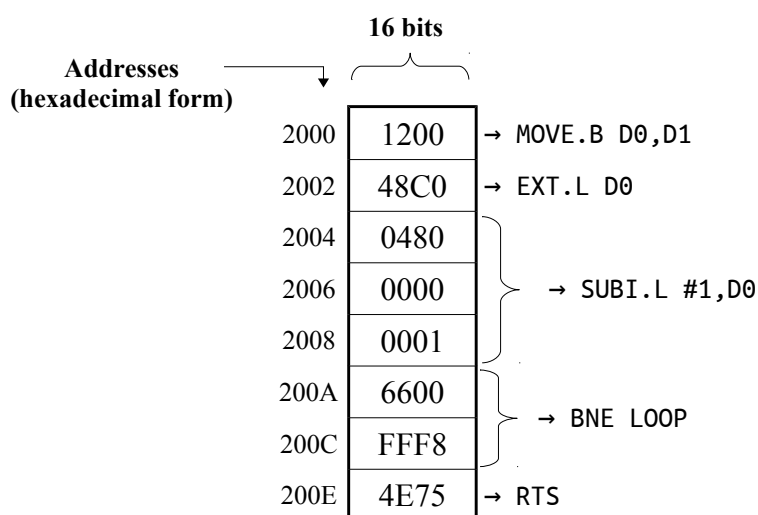 16 bits
Addresses
(hexadecimal form)
2000 1200 → MOVE.B D0,D1
2002 48C0 → EXT.L D0
2004 0480
2006 0000 → SUBI.L #1,D0
2008 0001
200A 6600
→ BNE LOOP
200C FFF8
200E 4E75 → RTS